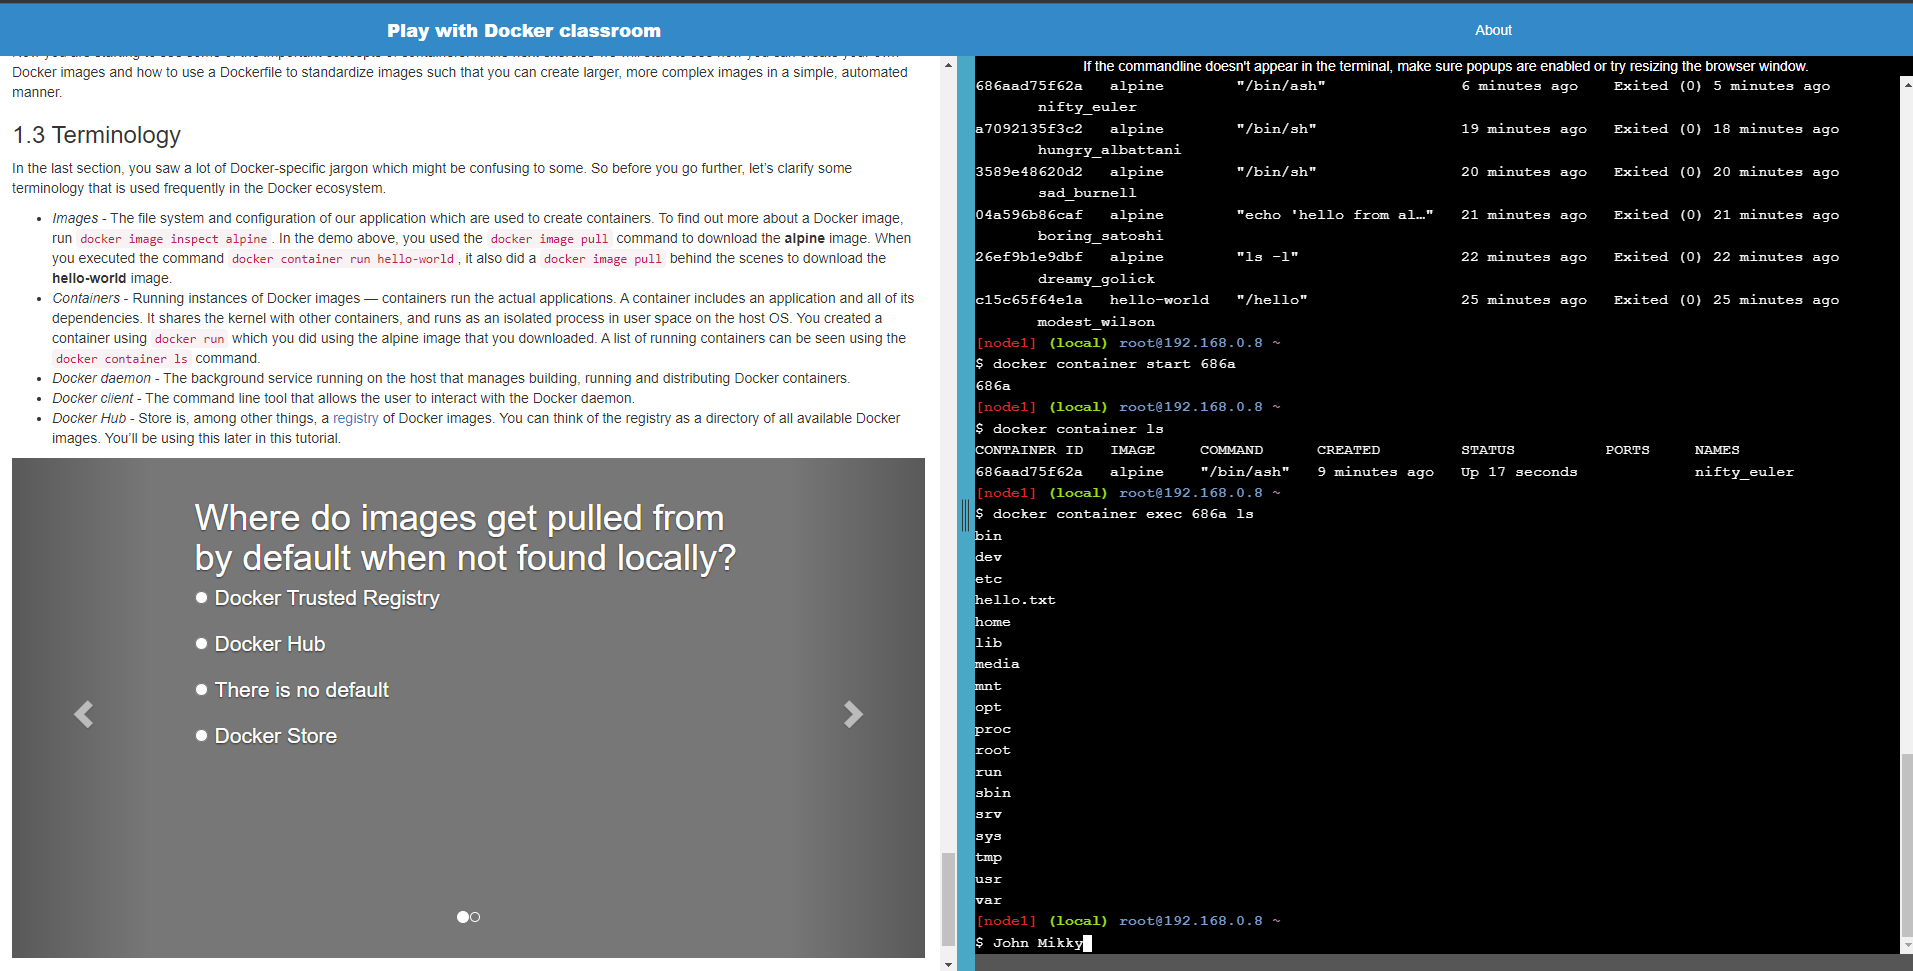 Play with Docker classroom
About
Docker images and how to use a Dockerfile to standardize images such that you can create larger, more complex images in a simple, automated
manner.
1.3 Terminology
In the last section, you saw a lot of Docker-specific jargon which might be confusing to some. So before you go further, let's clarify some
terminology that is used frequently in the Docker ecosystem.
• Images - The file system and configuration of our application which are used to create containers. To find out more about a Docker image,
run docker image inspect alpine. In the demo above, you used the docker image pull command to download the alpine image. When
you executed the command docker container run hello-world, it also did a docker image pull behind the scenes to download the
hello-world image.
• Containers - Running instances of Docker images — containers run the actual applications. A container includes an application and all of its
dependencies. It shares the kernel with other containers, and runs as an isolated process in user space on the host OS. You created a
container using docker run which you did using the alpine image that you downloaded. A list of running containers can be seen using the
docker container ls command.
• Docker daemon - The background service running on the host that manages building, running and distributing Docker containers.
• Docker client - The command line tool that allows the user to interact with the Docker daemon.
• Docker Hub - Store is, among other things, a registry of Docker images. You can think of the registry as a directory of all available Docker
images. You'll be using this later in this tutorial.
Where do images get pulled from
by default when not found locally?
Docker Trusted Registry
Docker Hub
There is no default
Docker Store
If the commandline doesn't appear in the terminal, make sure popups are enabled or try resizing the browser window.
686aad75f62a alpine "/bin/ash" 6 minutes ago Exited (0) 5 minutes ago
nifty_euler
a7092135f3c2 alpine "/bin/sh" 19 minutes ago Exited (0) 18 minutes ago
hungry_albattani
3589e48620d2 alpine "/bin/sh" 20 minutes ago Exited (0) 20 minutes ago
sad_burnell
04a596b86caf alpine "echo 'hello from al…" 21 minutes ago Exited (0) 21 minutes ago
boring_satoshi
26ef9b1e9dbf alpine "ls -l" 22 minutes ago Exited (0) 22 minutes ago
dreamy_golick
c15c65f64e1a hello-world "/hello" 25 minutes ago Exited (0) 25 minutes ago
modest_wilson
[node1] (local) root@192.168.0.8 ~
$ docker container start 686a
686a
[node1] (local) root@192.168.0.8 ~
$ docker container ls
CONTAINER ID IMAGE COMMAND CREATED STATUS PORTS NAMES
686aad75f62a alpine "/bin/ash" 9 minutes ago Up 17 seconds nifty_euler
[node1] (local) root@192.168.0.8 ~
$ docker container exec 686a ls
bin
dev
etc
hello.txt
home
lib
media
mnt
opt
proc
root
run
sbin
srv
sys
tmp
usr
var
[node1] (local) root@192.168.0.8 ~
$ John Mikky